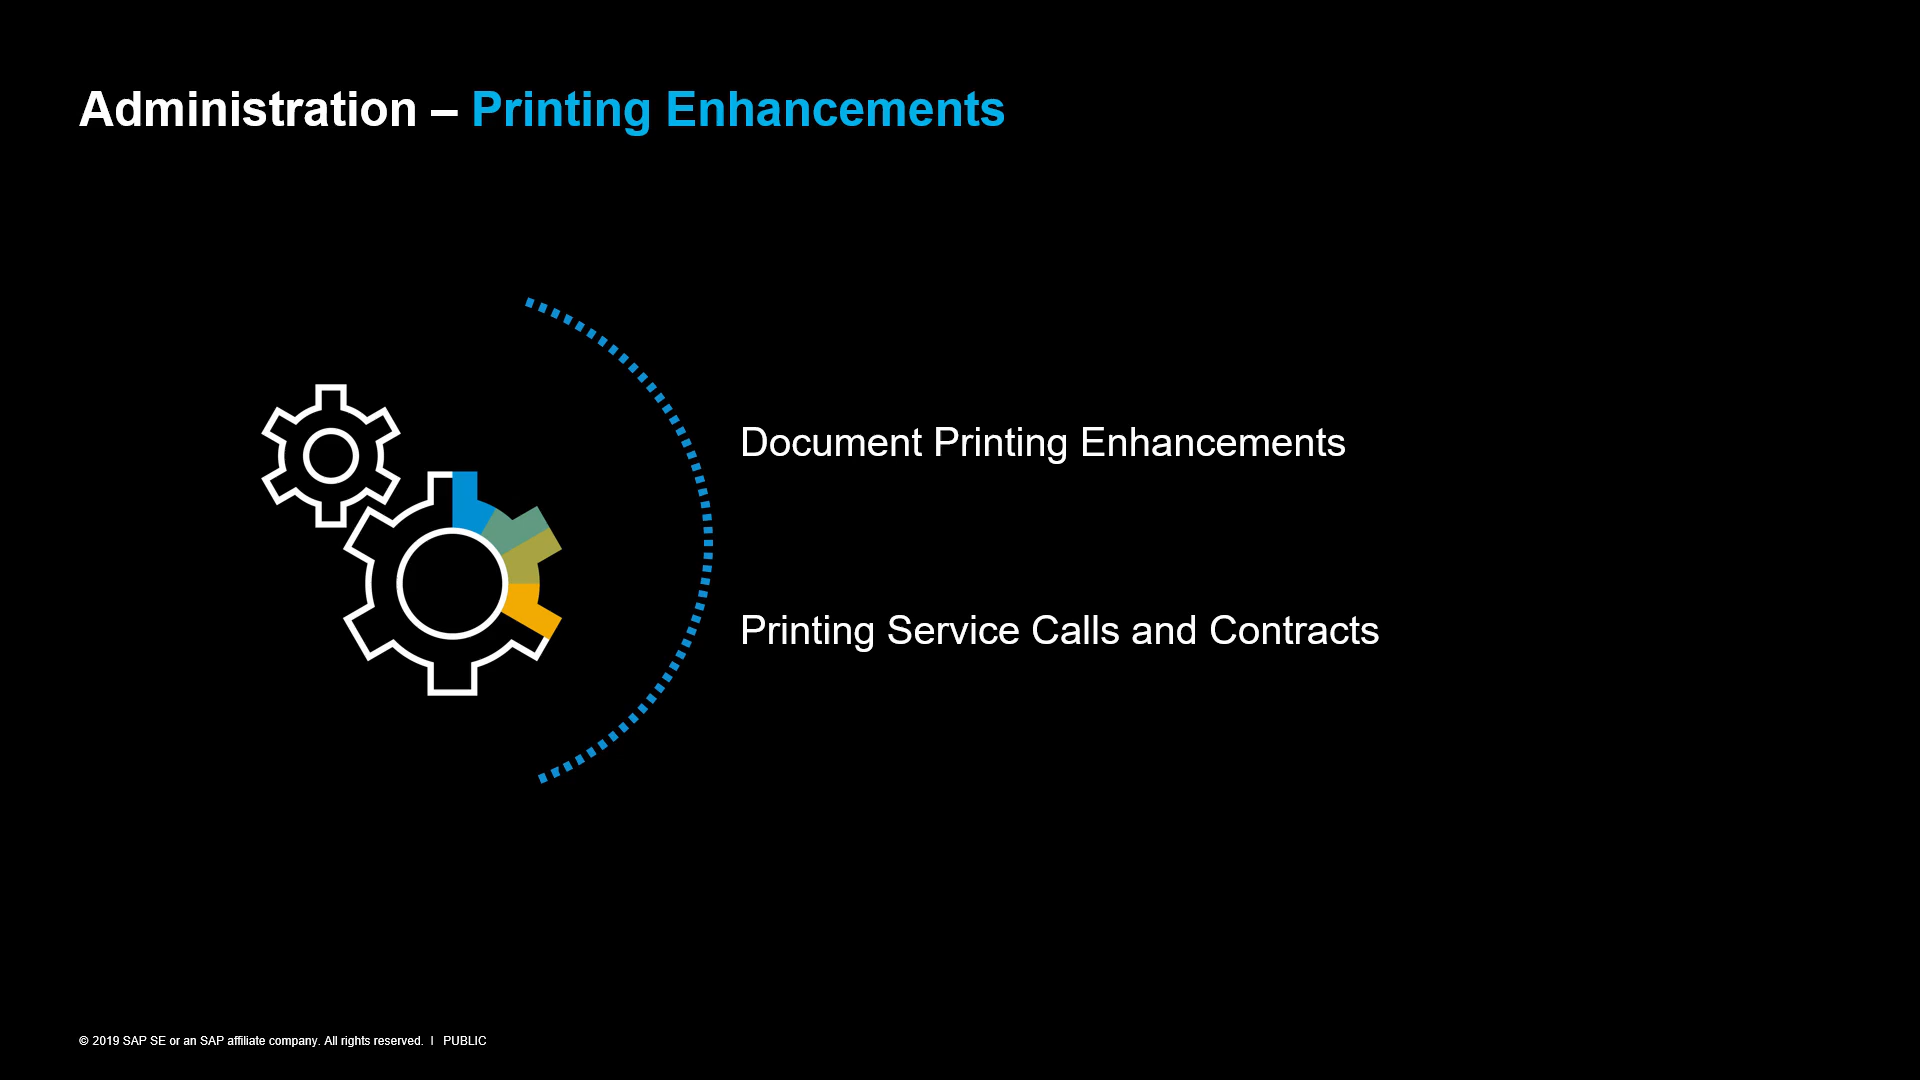 Administration – Printing Enhancements
Document Printing Enhancements
Printing Service Calls and Contracts
© 2019 SAP SE or an SAP affiliate company. All rights reserved. I PUBLIC